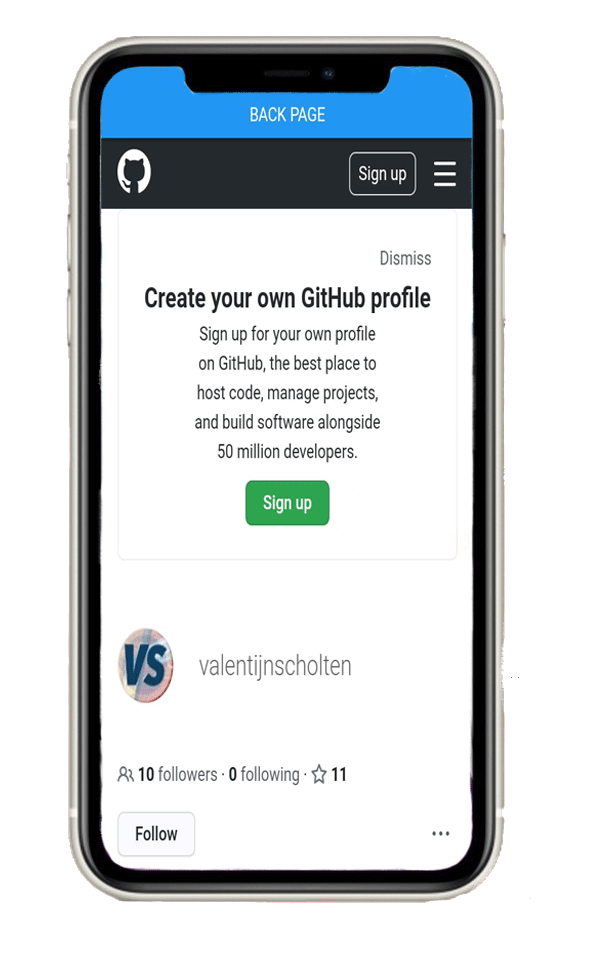 BACK PAGE
Sign up
Dismiss
Create your own GitHub profile
Sign up for your own profile
on GitHub, the best place to
host code, manage projects,
and build software alongside
50 million developers.
Sign up
VS valentijnscholten
10 followers · 0 following · 11
Follow